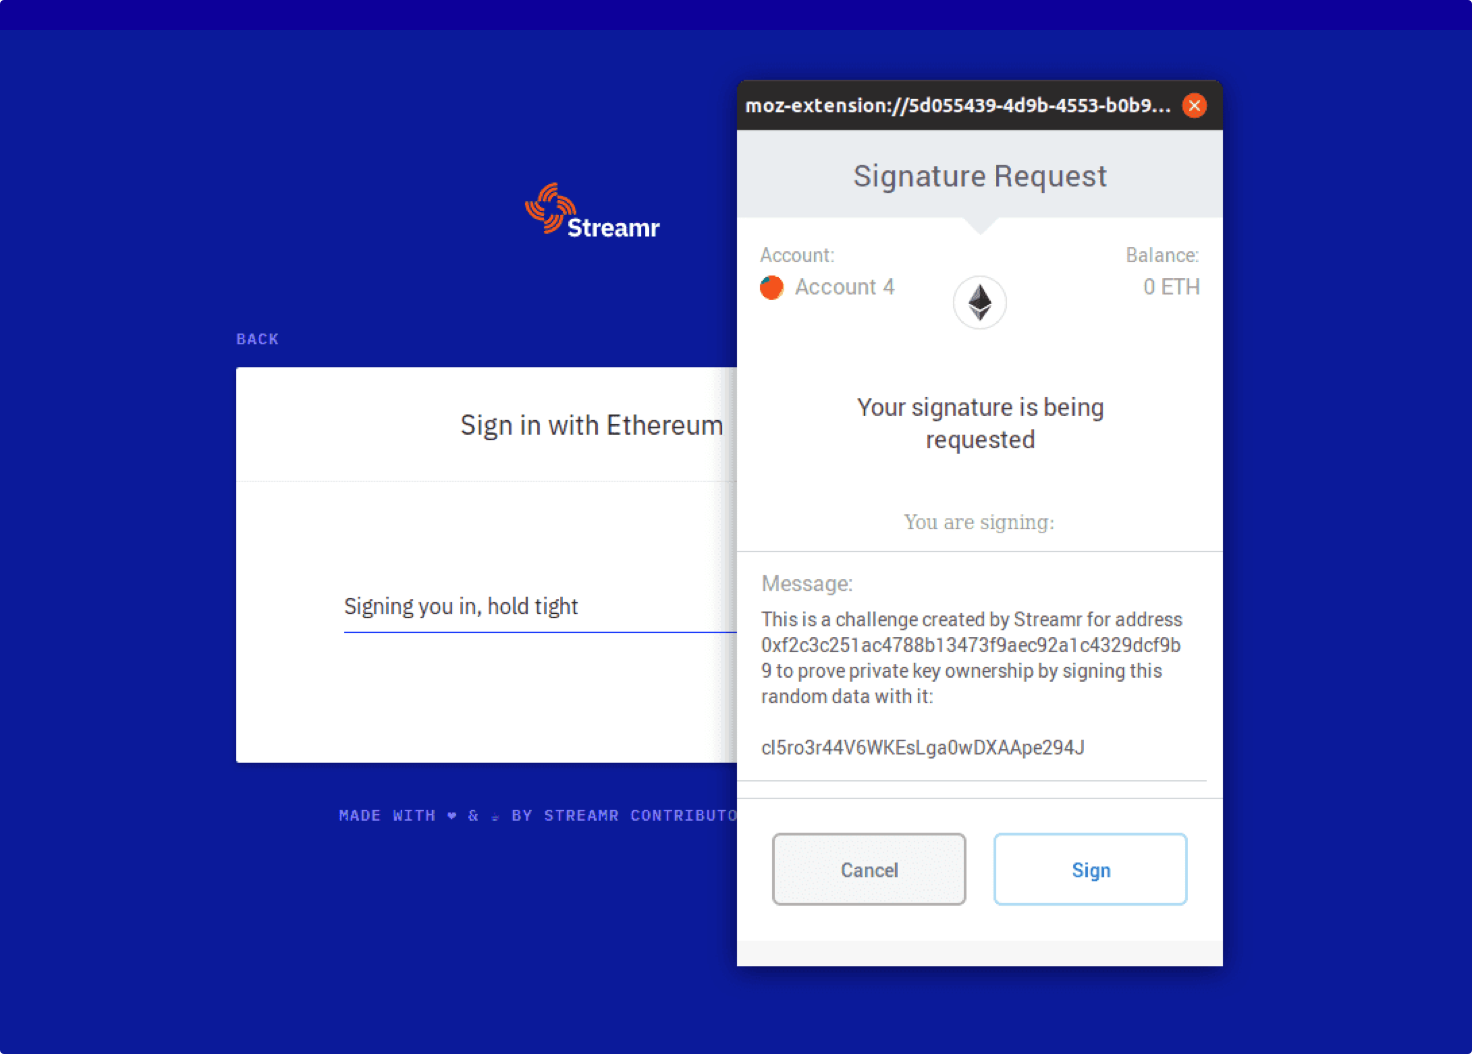 Streamr
BACK
Sign in with Ethereum
Signing you in, hold tight
MADE WITH ❤ & ☕ BY STREAMR CONTRIBUTO
moz-extension://5d055439-4d9b-4553-b0b9...
Signature Request
Account:
Balance:
Account 4
0 ETH
Your signature is being
requested
You are signing:
Message:
This is a challenge created by Streamr for address
0xf2c3c251ac4788b13473f9aec92a1c4329dcf9b
9 to prove private key ownership by signing this
random data with it:
cl5ro3r44V6WKEsLga0wDXAApe294J
Cancel
Sign